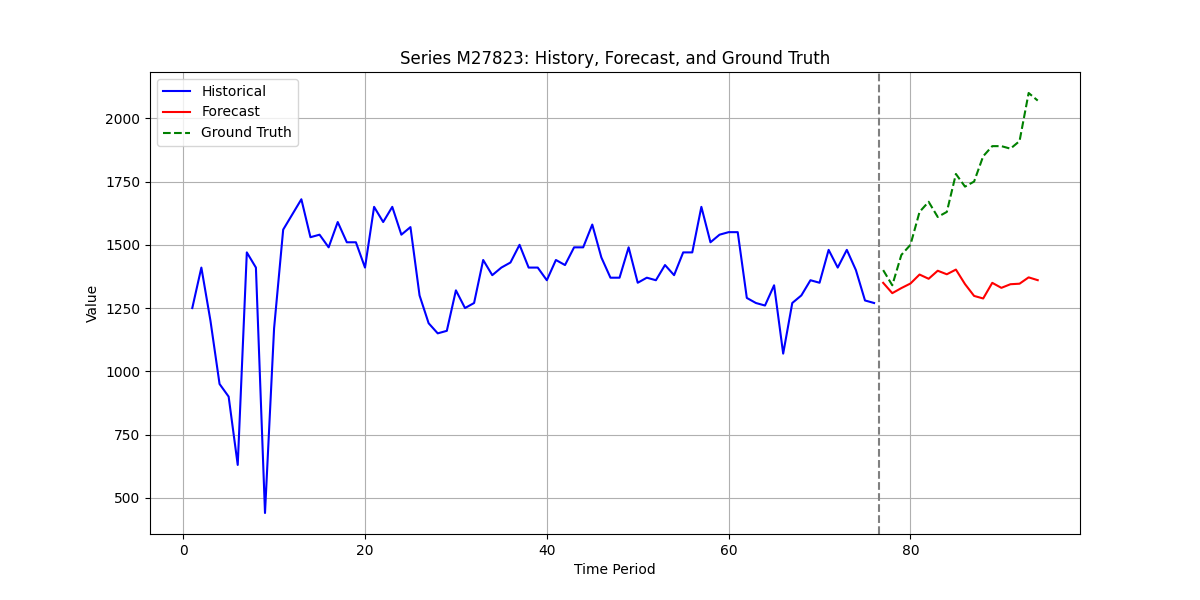 Series M27823: History, Forecast, and Ground Truth
Historical
Forecast
Ground Truth
2000
1750
1500
1250
1000
750
500
Value
0 20 40 60 80
Time Period